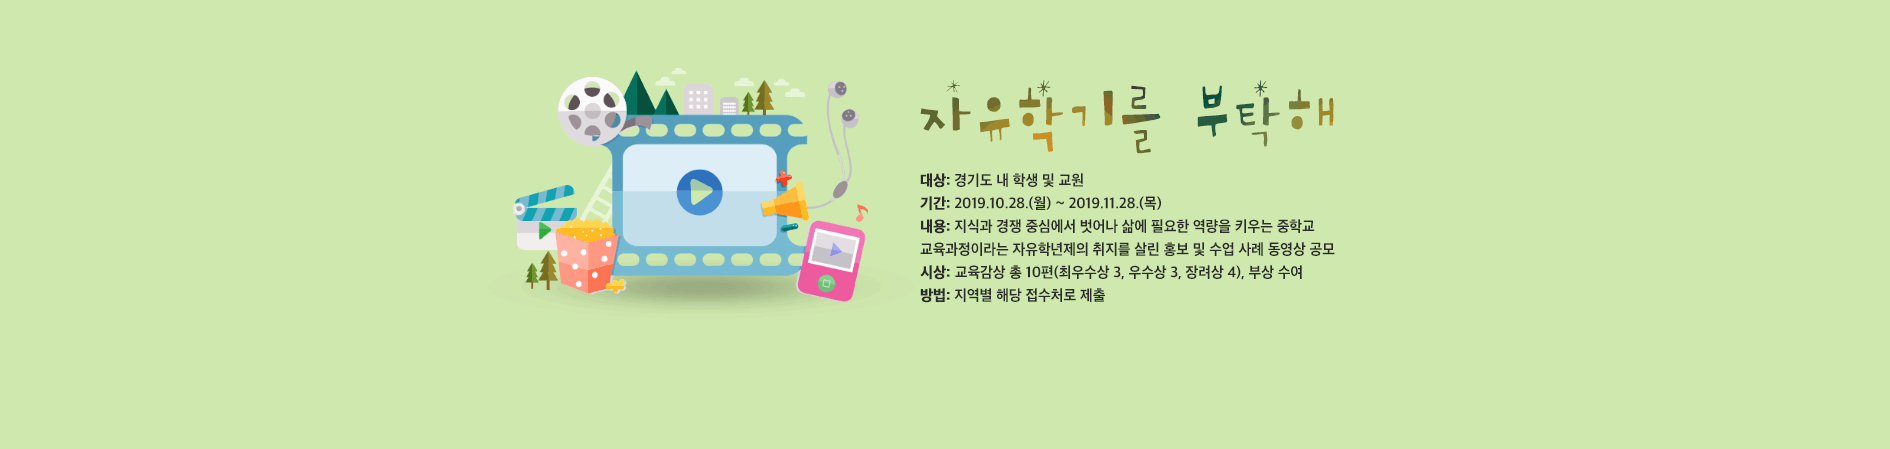 자유학기를 부탁해
대상: 경기도 내 학생 및 교원
기간: 2019.10.28.(월) ~ 2019.11.28.(목)
내용: 지식과 경쟁 중심에서 벗어나 삶에 필요한 역량을 키우는 중학교
교육과정이라는 자유학년제의 취지를 살린 홍보 및 수업 사례 동영상 공모
시상: 교육감상 총 10편(최우수상 3, 우수상 3, 장려상 4), 부상 수여
방법: 지역별 해당 접수처로 제출